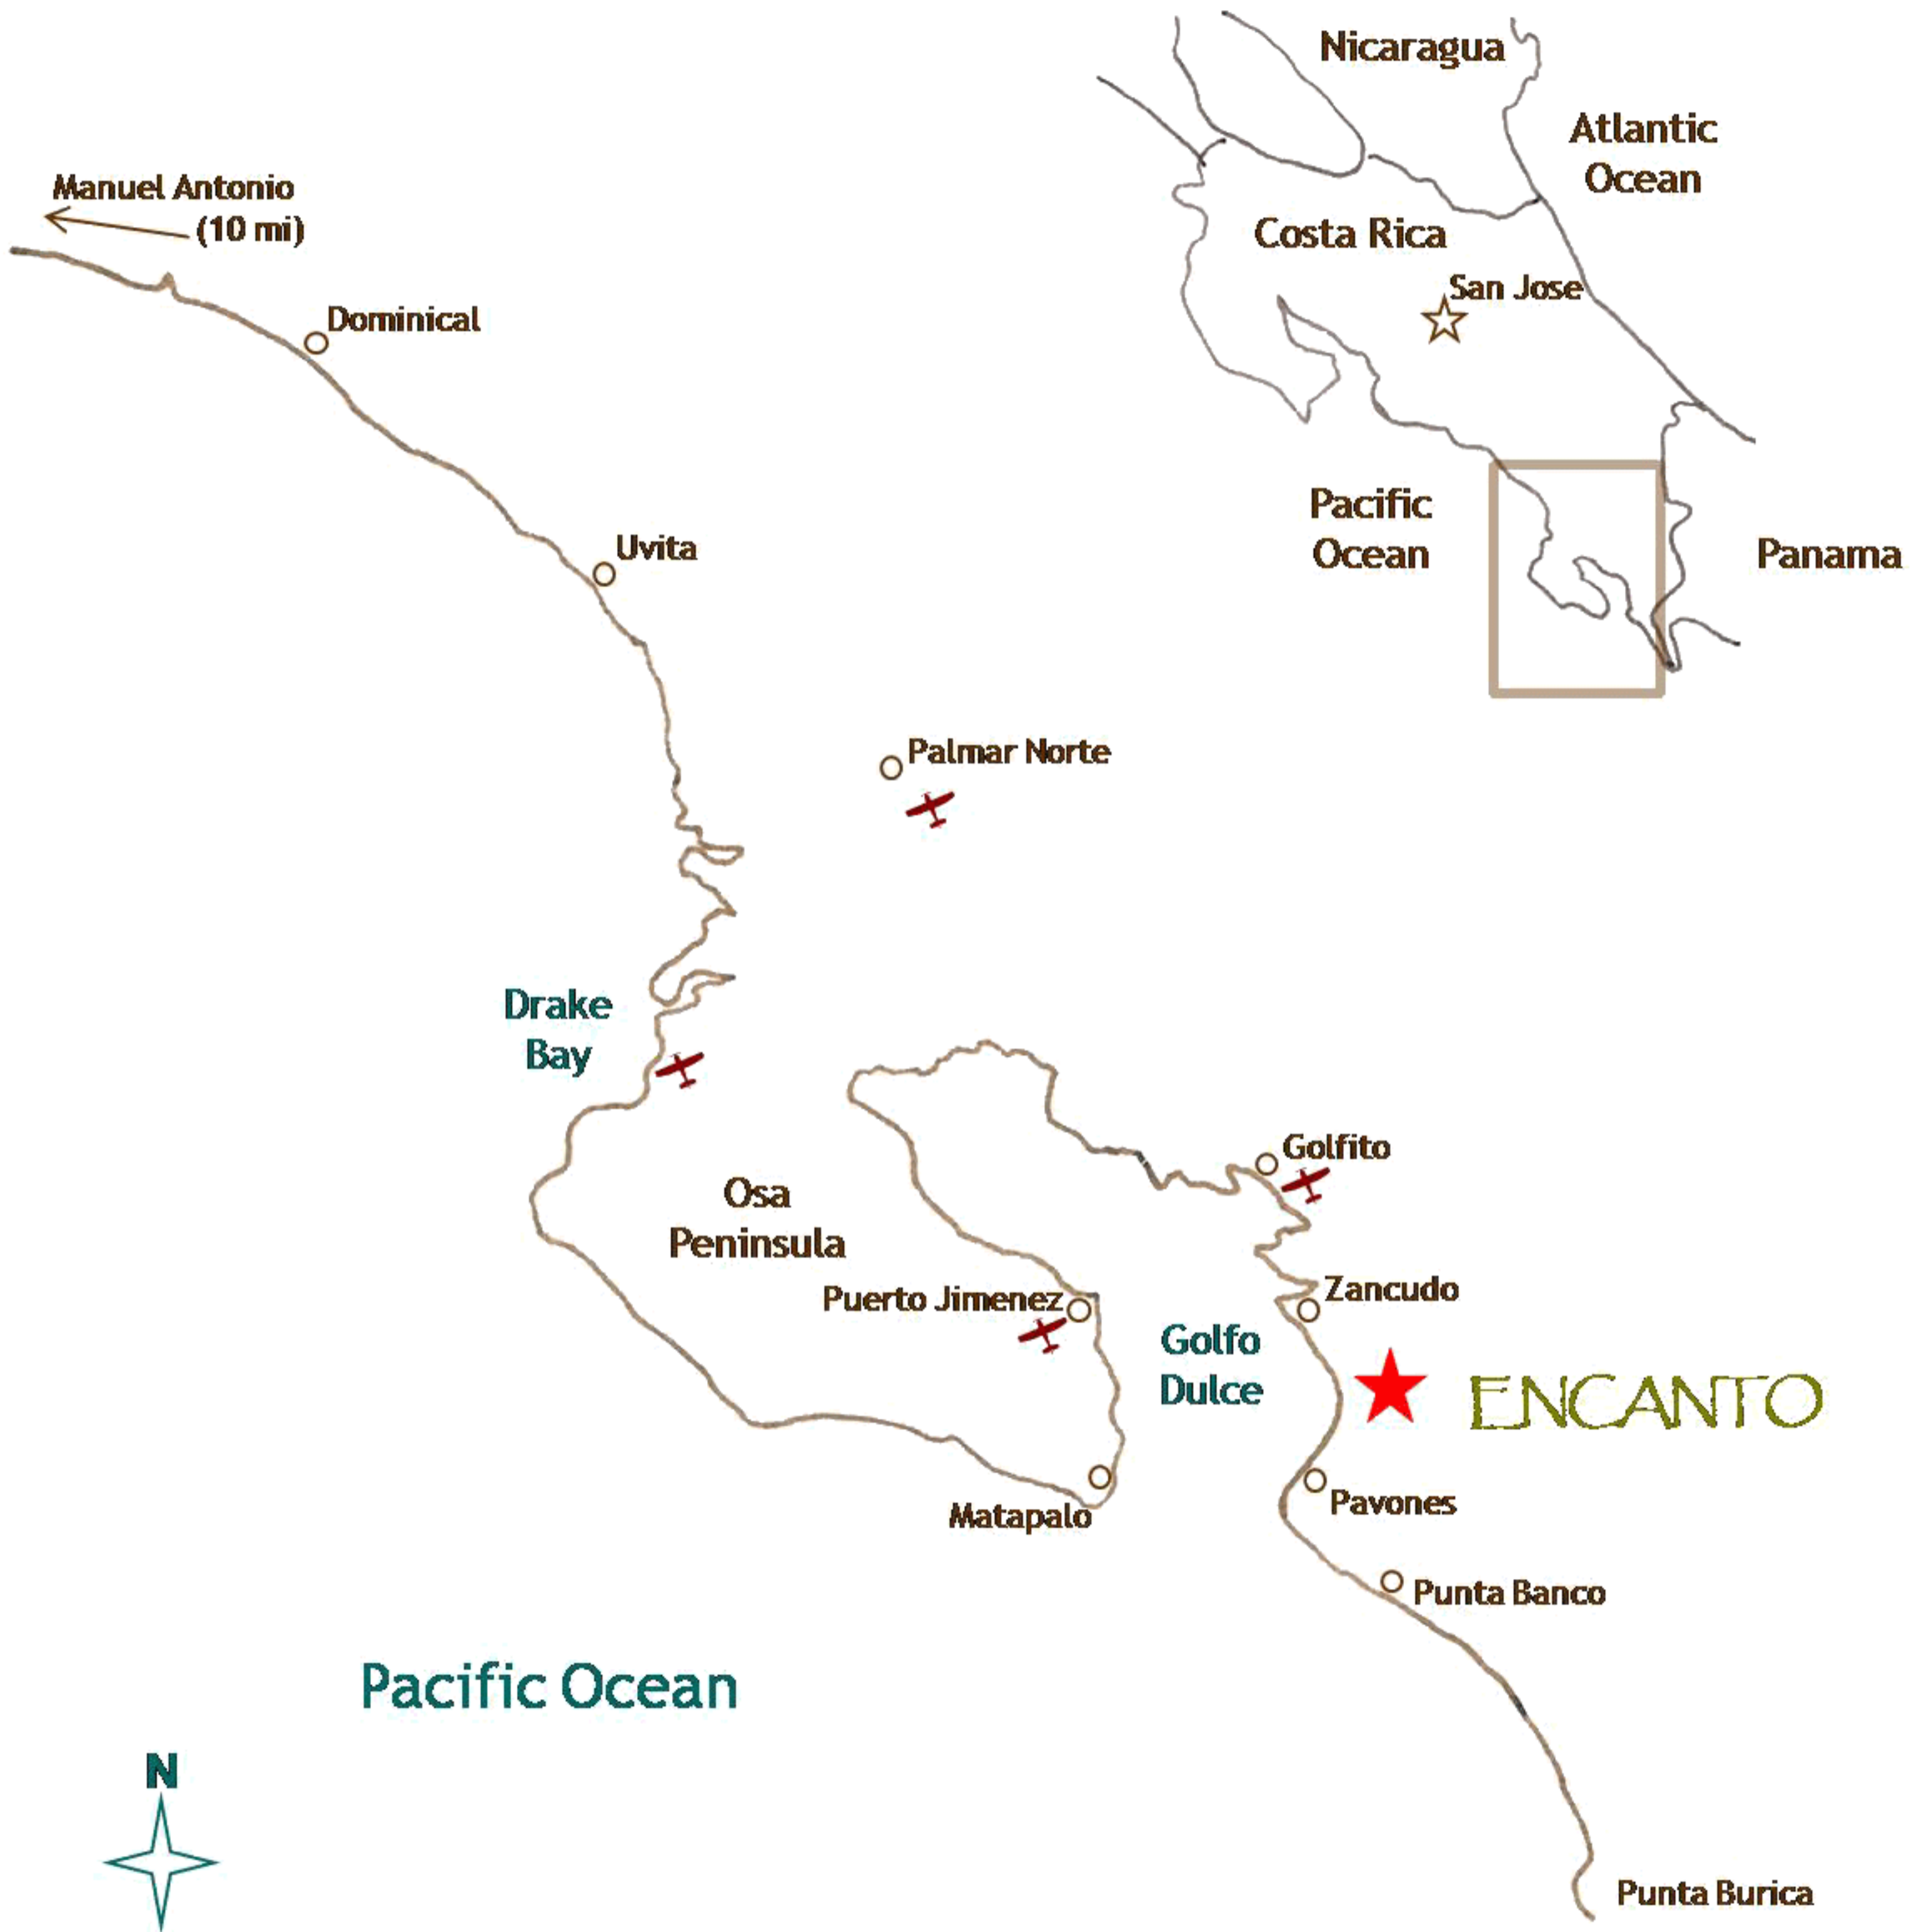 Nicaragua
Atlantic
Ocean
Manuel Antonio
(10 mi)
Costa Rica
San Jose
Dominical
Pacific
Ocean
Panama
Uvita
Palmar Norte
Drake
Bay
Golfito
Osa
Peninsula
Puerto Jimenez
Zancudo
Golfo
Dulce
ENCANTO
Matapalo
Pavones
Punta Banco
Pacific Ocean
N
Punta Burica